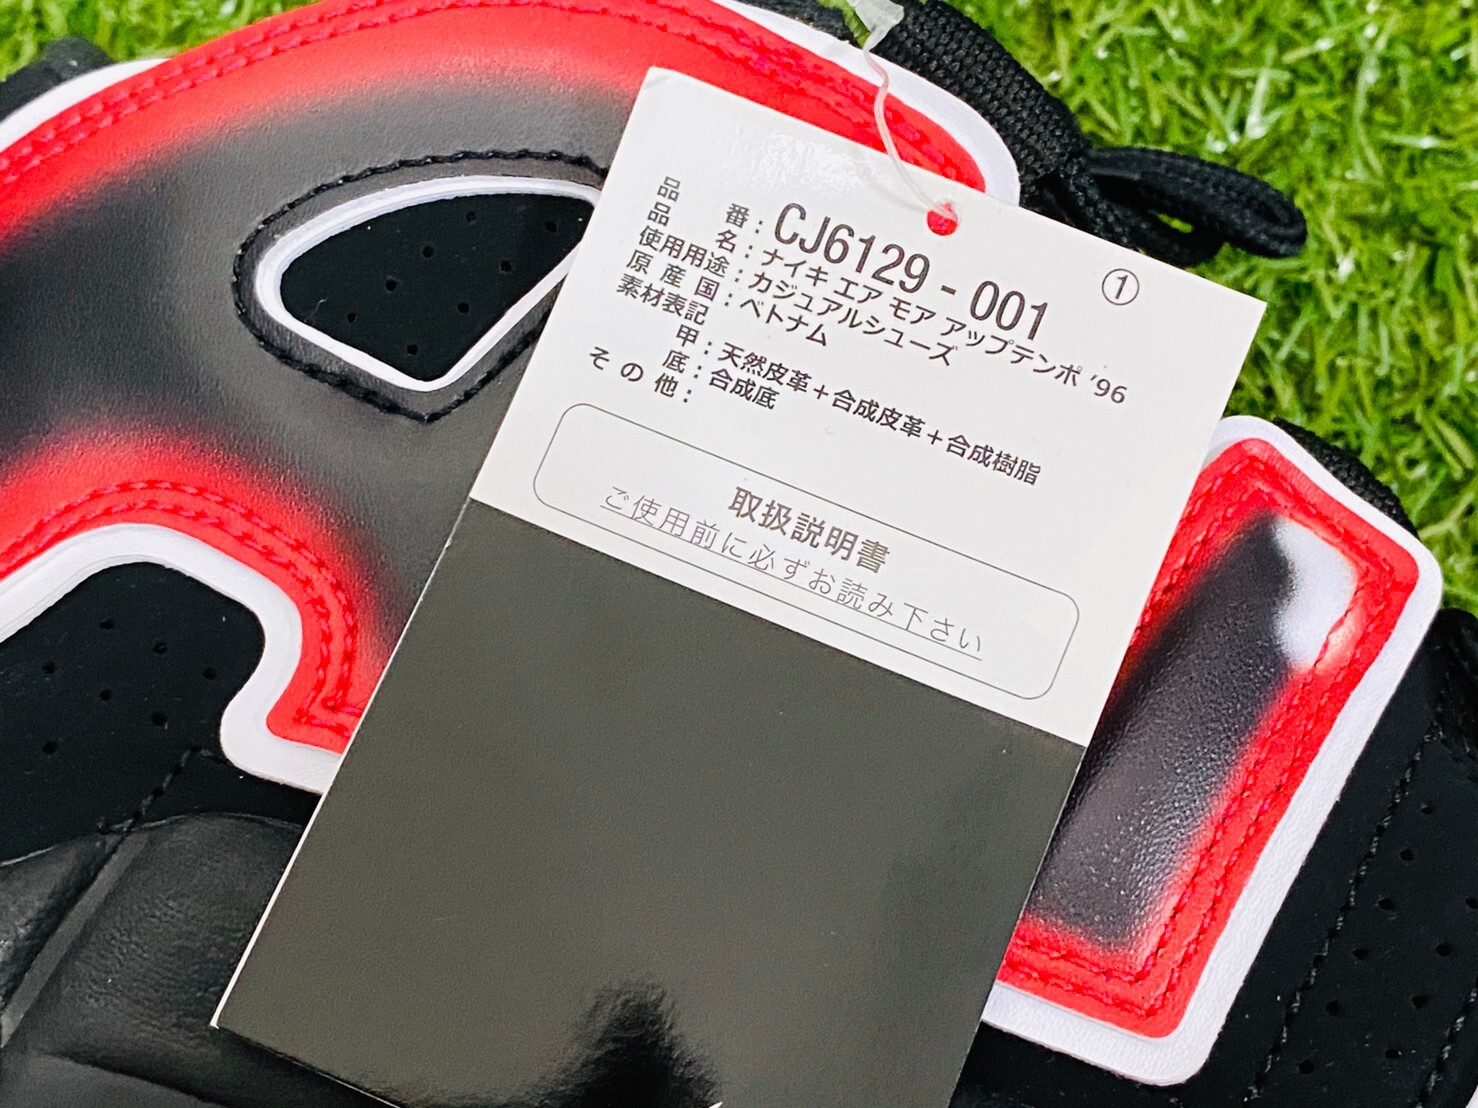 ①
品番：CJ6129-001
品名：ナイキ エア モア アップテンポ '96
使用用途：カジュアルシューズ
原産国：ベトナム
素材表記
甲：天然皮革＋合成皮革＋合成樹脂
底：合成底
その他：
取扱説明書
ご使用前に必ずお読み下さい